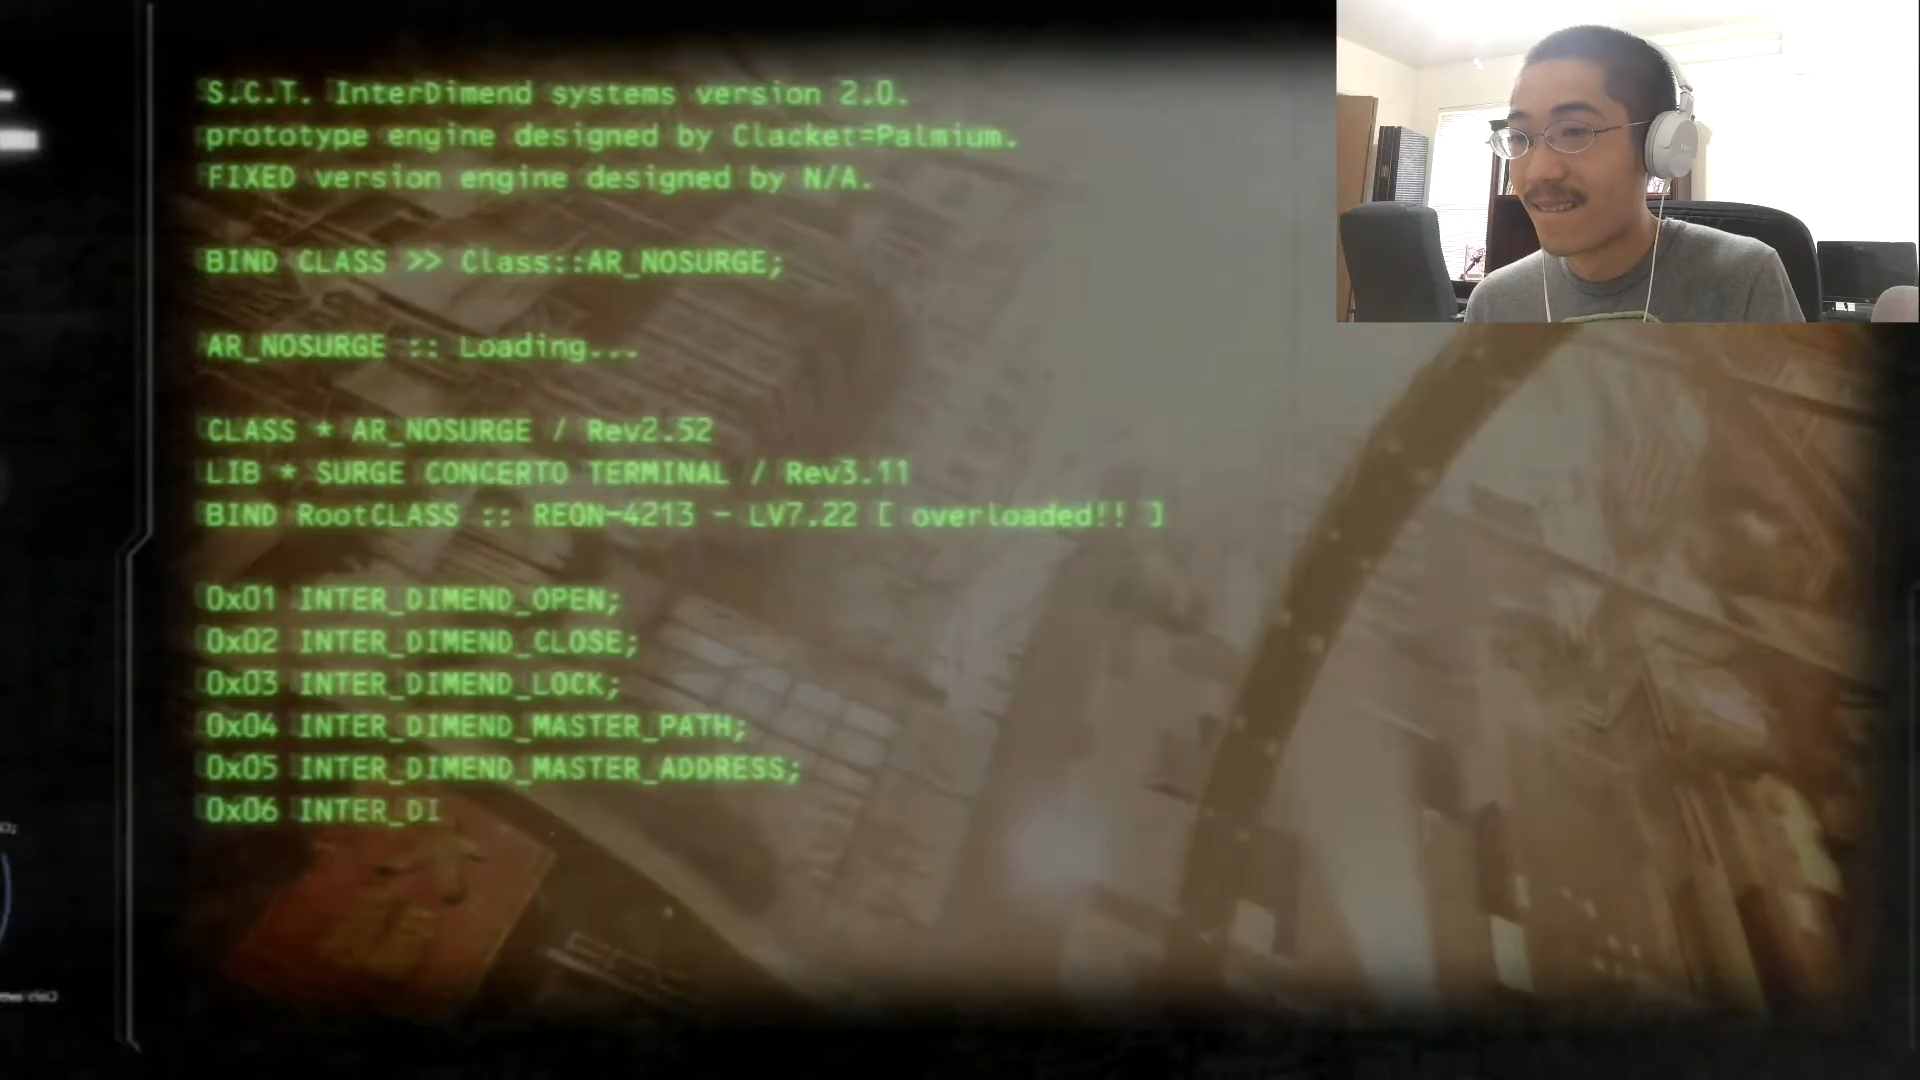 S.C.T. InterDimend systems version 2.0.
prototype engine designed by Clacket=Palmium.
FIXED version engine designed by N/A.
BIND CLASS >> Class::AR_NOSURGE;
AR_NOSURGE :: Loading...
CLASS * AR_NOSURGE / Rev2.52
LIB * SURGE CONCERTO TERMINAL / Rev3.11
BIND RootCLASS :: REON-4213 - LV7.22 [ overloaded!! ]
0x01 INTER_DIMEND_OPEN;
0x02 INTER_DIMEND_CLOSE;
0x03 INTER_DIMEND_LOCK;
0x04 INTER_DIMEND_MASTER_PATH;
0x05 INTER_DIMEND_MASTER_ADDRESS;
0x06 INTER_DI